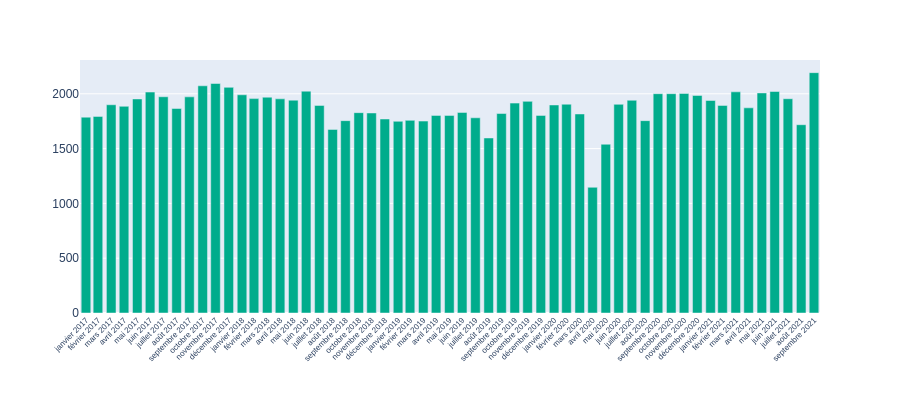 2000
1500
1000
500
0
janvier 2017
février 2017
mars 2017
avril 2017
mai 2017
juin 2017
juillet 2017
août 2017
septembre 2017
octobre 2017
novembre 2017
décembre 2017
janvier 2018
février 2018
mars 2018
avril 2018
mai 2018
juin 2018
juillet 2018
août 2018
septembre 2018
octobre 2018
novembre 2018
décembre 2018
janvier 2019
février 2019
mars 2019
avril 2019
mai 2019
juin 2019
juillet 2019
août 2019
septembre 2019
octobre 2019
novembre 2019
décembre 2019
janvier 2020
février 2020
mars 2020
avril 2020
mai 2020
juin 2020
juillet 2020
août 2020
septembre 2020
octobre 2020
novembre 2020
décembre 2020
janvier 2021
février 2021
mars 2021
avril 2021
mai 2021
juin 2021
juillet 2021
août 2021
septembre 2021